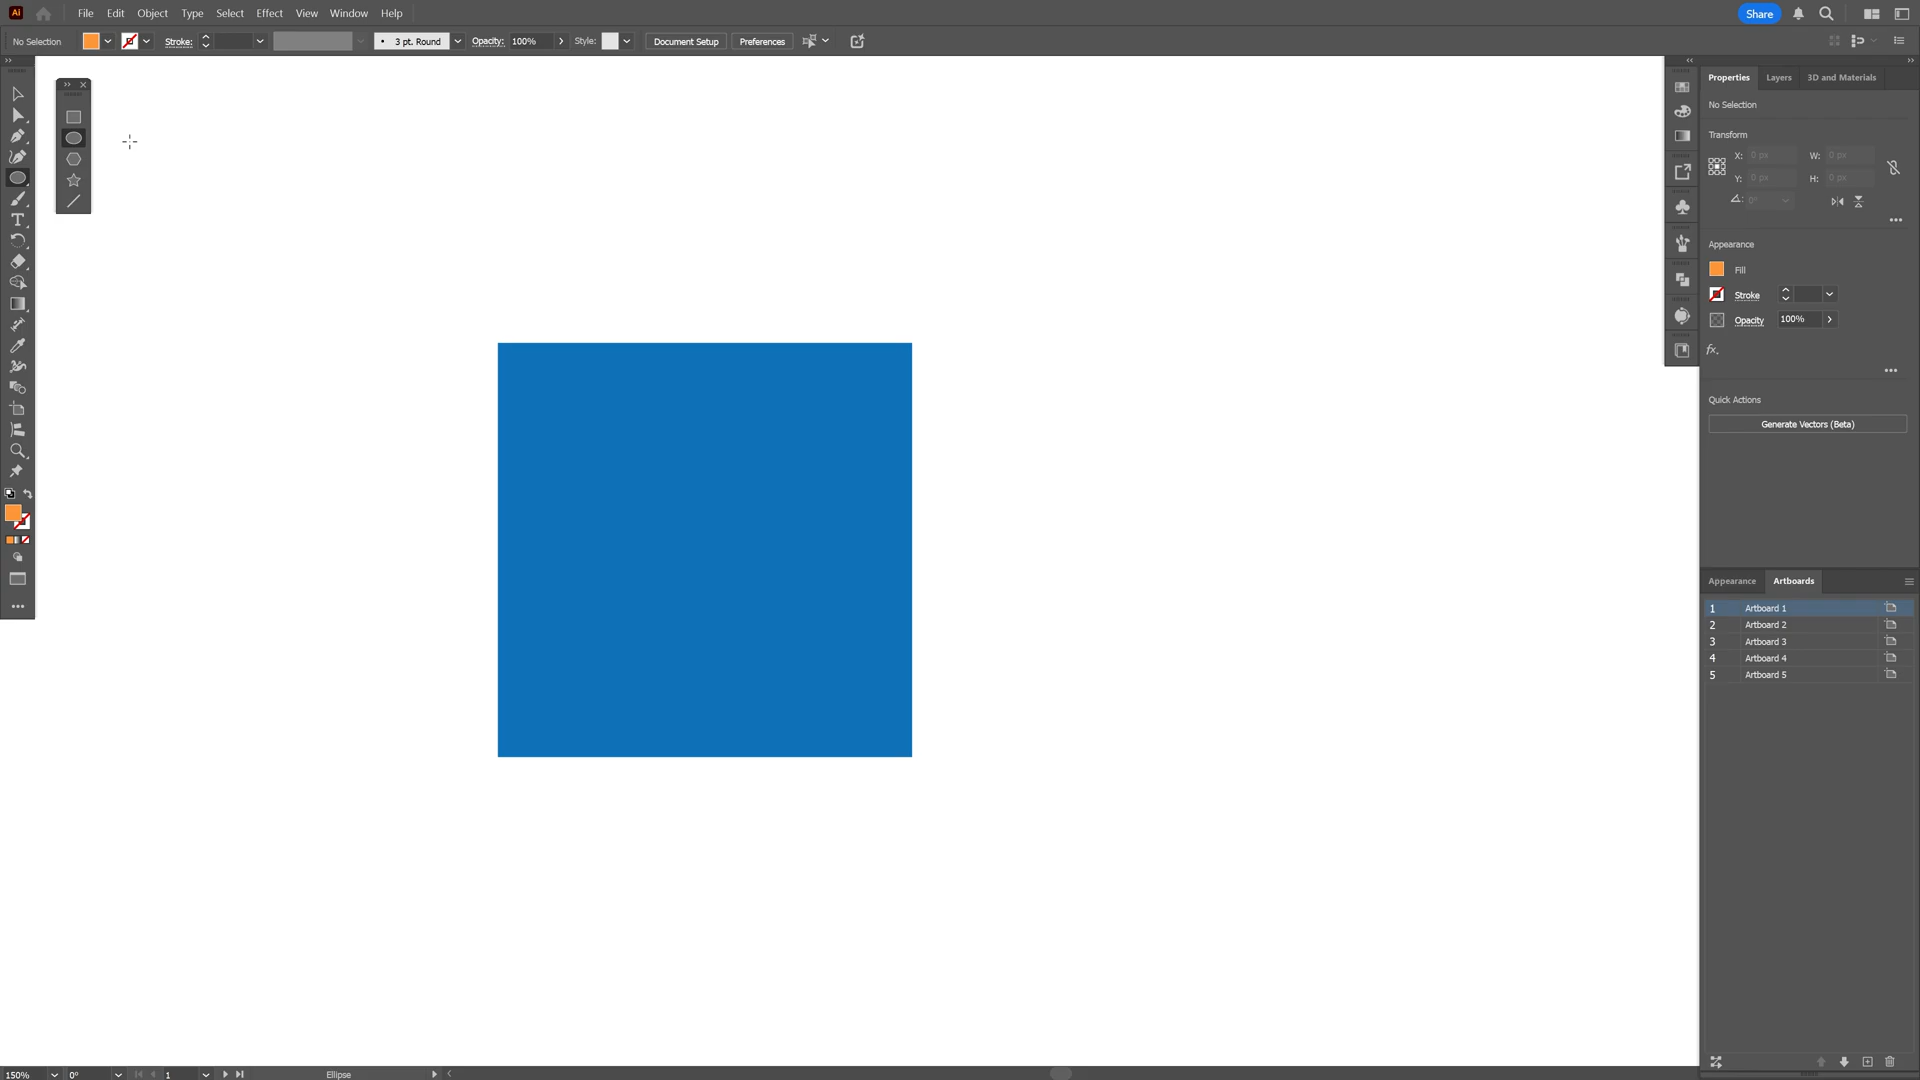 Ai File Edit Object Type Select Effect View Window Help Share
No Selection Stroke: 3 pt. Round Opacity: 100% Style: Document Setup Preferences
Properties Layers 3D and Materials
No Selection
Transform
X: 0 px W: 0 px
Y: 0 px H: 0 px
0°
Appearance
Fill
Stroke
Opacity 100%
fx.
Quick Actions
Generate Vectors (Beta)
Appearance Artboards
1 Artboard 1
2 Artboard 2
3 Artboard 3
4 Artboard 4
5 Artboard 5
150% 0° 1 Ellipse